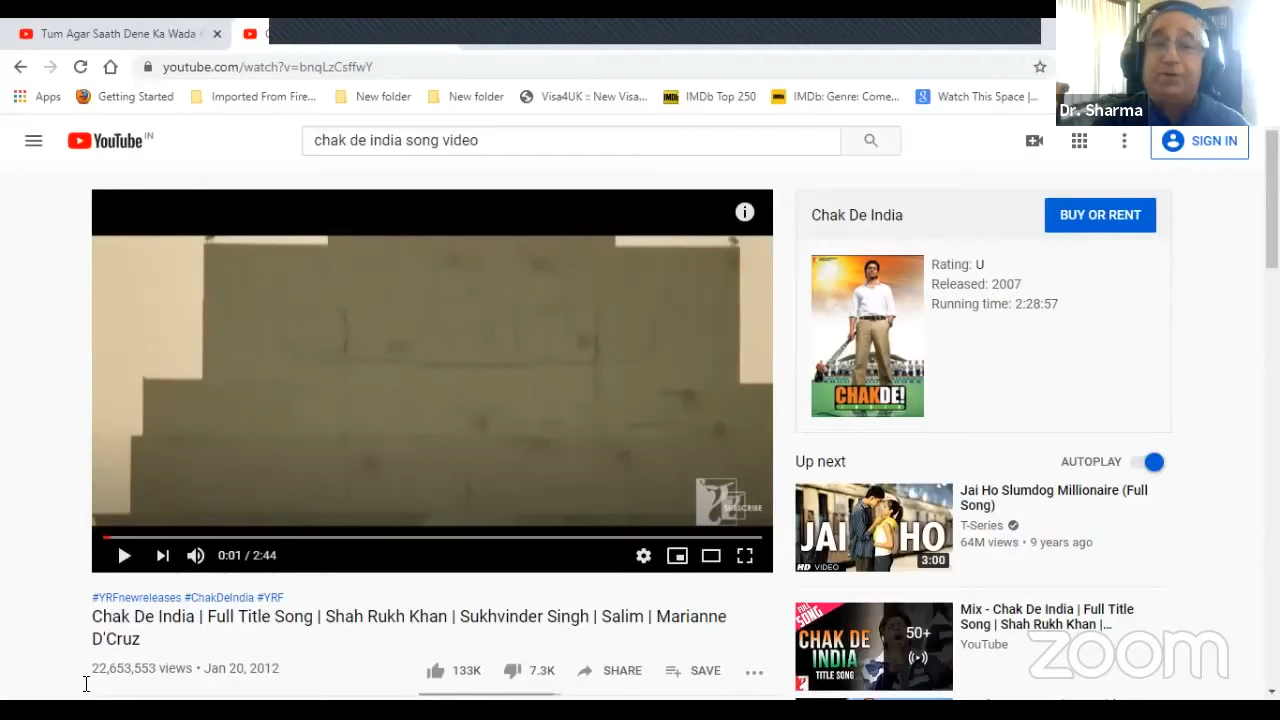 Tum Agar Saath Dene Ka Wada
youtube.com/watch?v=bnqLzCsffwY
Apps
Getting Started
Imported From Fire...
New folder
New folder
Visa4UK :: New Visa...
IMDb Top 250
IMDb: Genre: Come...
Watch This Space |...
Dr. Sharma
YouTube IN
chak de india song video
SIGN IN
Chak De India
BUY OR RENT
Rating: U
Released: 2007
Running time: 2:28:57
CHAKDE!
SUBSCRIBE
0:01 / 2:44
Up next
AUTOPLAY
JAI HO
HD VIDEO
3:00
Jai Ho Slumdog Millionaire (Full
Song)
T-Series
64M views • 9 years ago
#YRFnewreleases #ChakDeIndia #YRF
Chak De India | Full Title Song | Shah Rukh Khan | Sukhvinder Singh | Salim | Marianne
D'Cruz
22,653,553 views • Jan 20, 2012
133K
7.3K
SHARE
SAVE
FULL SONG
CHAK DE
INDIA
TITLE SONG
50+
Mix - Chak De India | Full Title
Song | Shah Rukh Khan |...
YouTube
zoom